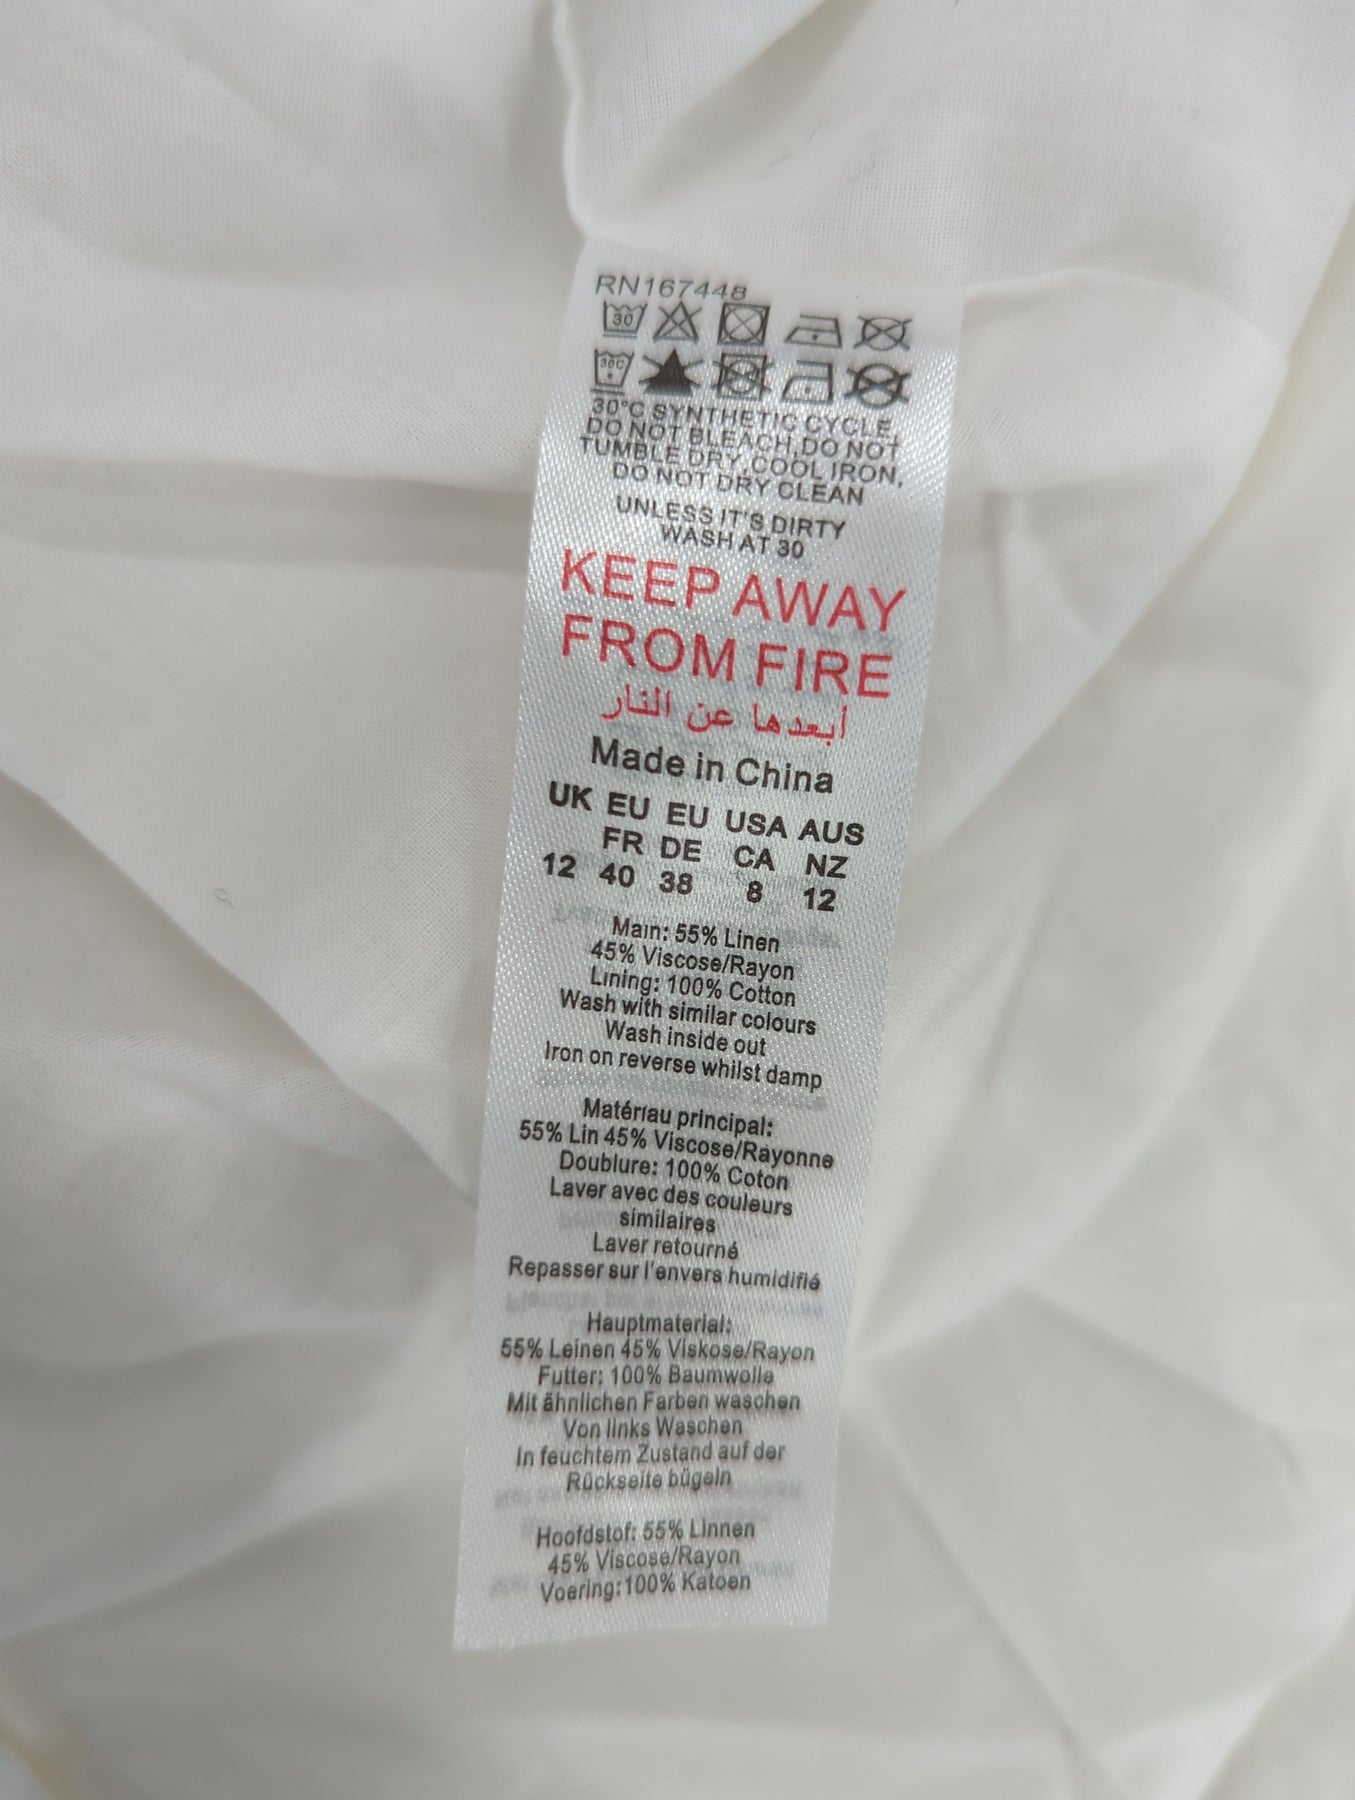 RN167448
30
30C
30°C SYNTHETIC CYCLE,
DO NOT BLEACH,DO NOT
TUMBLE DRY,COOL IRON,
DO NOT DRY CLEAN
UNLESS IT'S DIRTY
WASH AT 30
KEEP AWAY
FROM FIRE
أبعدها عن النار
Made in China
UK EU EU USA AUS
FR DE CA NZ
12 40 38 8 12
Main: 55% Linen
45% Viscose/Rayon
Lining: 100% Cotton
Wash with similar colours
Wash inside out
Iron on reverse whilst damp
Matériau principal:
55% Lin 45% Viscose/Rayonne
Doublure: 100% Coton
Laver avec des couleurs
similaires
Laver retourné
Repasser sur l'envers humidifié
Hauptmaterial:
55% Leinen 45% Viskose/Rayon
Futter: 100% Baumwolle
Mit ähnlichen Farben waschen
Von links Waschen
In feuchtem Zustand auf der
Rückseite bügeln
Hoofdstof: 55% Linnen
45% Viscose/Rayon
Voering:100% Katoen